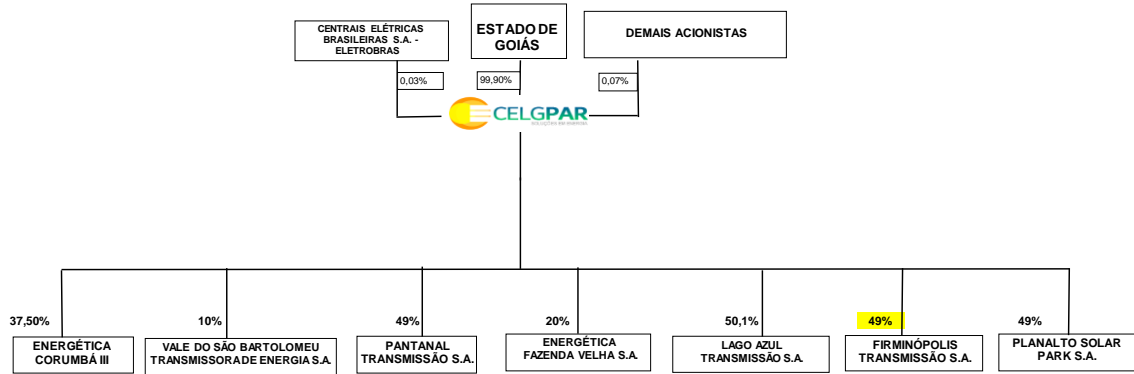 CENTRAIS ELÉTRICAS
BRASILEIRAS S.A. -
ELETROBRAS
ESTADO DE
GOIÁS
DEMAIS ACIONISTAS
0,03%
99,90%
0,07%
CELGPAR
37,50%
10%
49%
20%
50,1%
49%
49%
ENERGÉTICA
CORUMBÁ III
VALE DO SÃO BARTOLOMEU
TRANSMISSORA DE ENERGIA S.A.
PANTANAL
TRANSMISSÃO S.A.
ENERGÉTICA
FAZENDA VELHA S.A.
LAGO AZUL
TRANSMISSÃO S.A.
FIRMINÓPOLIS
TRANSMISSÃO S.A.
PLANALTO SOLAR
PARK S.A.